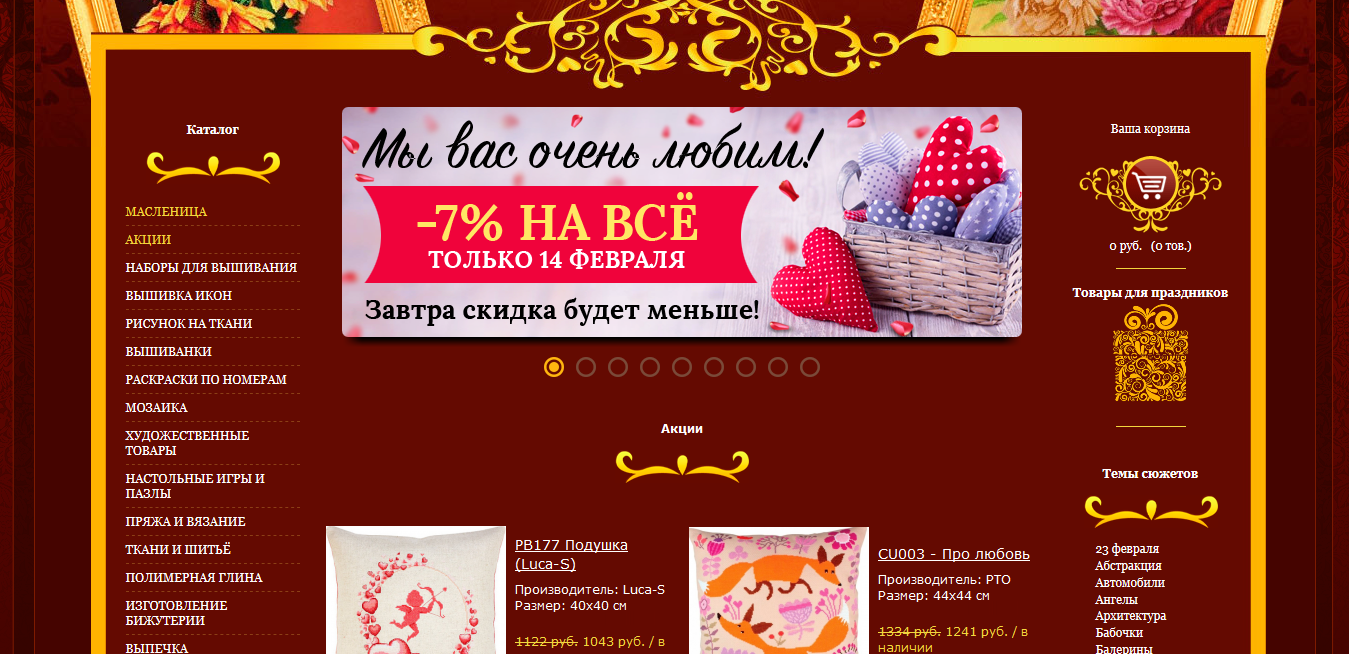 Каталог
МАСЛЕНИЦА
АКЦИИ
НАБОРЫ ДЛЯ ВЫШИВАНИЯ
ВЫШИВКА ИКОН
РИСУНОК НА ТКАНИ
ВЫШИВАНКИ
РАСКРАСКИ ПО НОМЕРАМ
МОЗАИКА
ХУДОЖЕСТВЕННЫЕ
ТОВАРЫ
НАСТОЛЬНЫЕ ИГРЫ И
ПАЗЛЫ
ПРЯЖА И ВЯЗАНИЕ
ТКАНИ И ШИТЬЁ
ПОЛИМЕРНАЯ ГЛИНА
ИЗГОТОВЛЕНИЕ
БИЖУТЕРИИ
ВЫПЕЧКА
Мы вас очень любим!
-7% НА ВСЁ
ТОЛЬКО 14 ФЕВРАЛЯ
Завтра скидка будет меньше!
Акции
PB177 Подушка
(Luca-S)
Производитель: Luca-S
Размер: 40х40 см
1122 руб. 1043 руб. / в
CU003 - Про любовь
Производитель: РТО
Размер: 44х44 см
1334 руб. 1241 руб. / в
наличии
Ваша корзина
0 руб. (0 тов.)
Товары для праздников
Темы сюжетов
23 февраля
Абстракция
Автомобили
Ангелы
Архитектура
Бабочки
Балерины